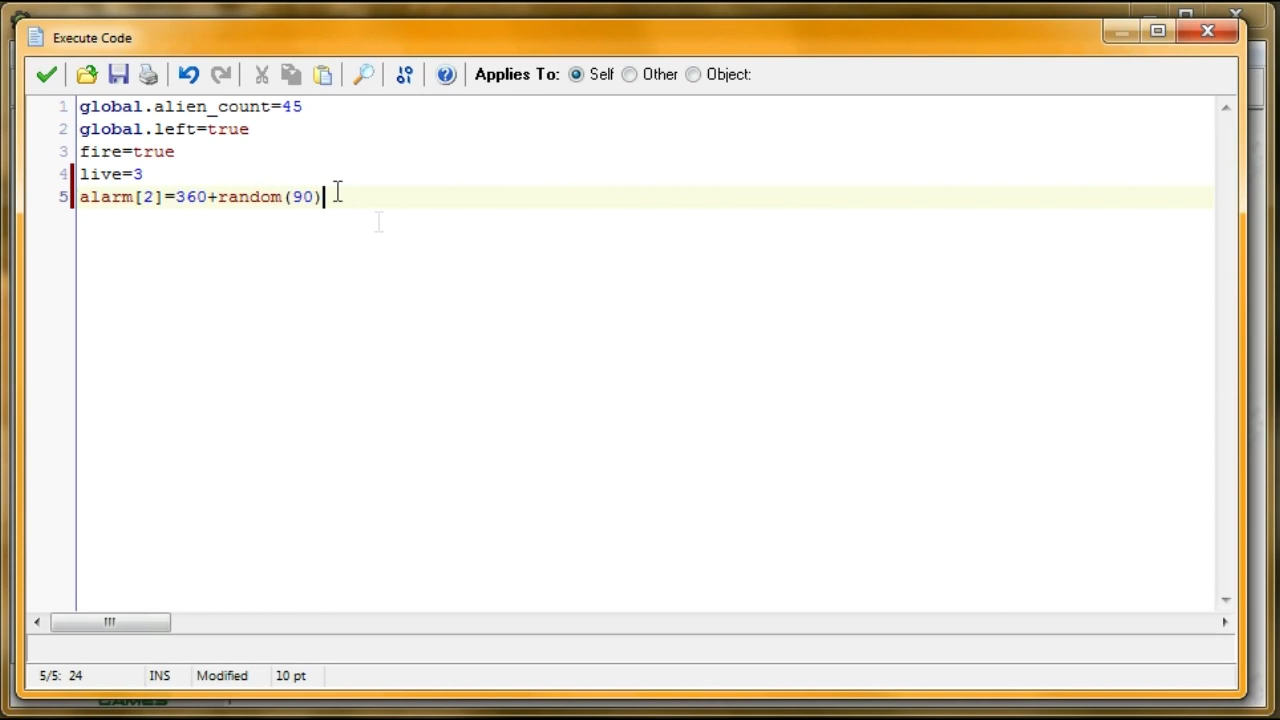 Execute Code
Applies To: Self Other Object:
1 global.alien_count=45
2 global.left=true
3 fire=true
4 live=3
5 alarm[2]=360+random(90)
5/5: 24 INS Modified 10 pt
GAMES